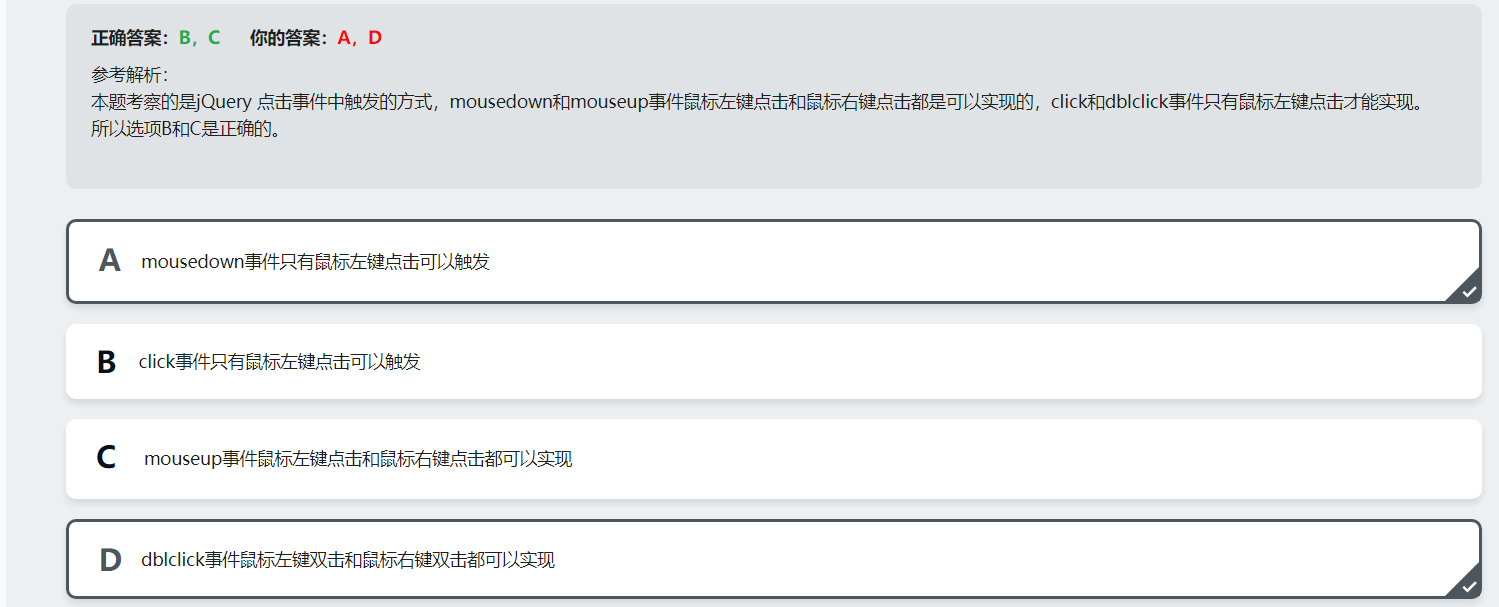 正确答案：B，C 你的答案：A，D
参考解析：
本题考察的是jQuery 点击事件中触发的方式，mousedown和mouseup事件鼠标左键点击和鼠标右键点击都是可以实现的，click和dblclick事件只有鼠标左键点击才能实现。
所以选项B和C是正确的。
A mousedown事件只有鼠标左键点击可以触发
B click事件只有鼠标左键点击可以触发
C mouseup事件鼠标左键点击和鼠标右键点击都可以实现
D dblclick事件鼠标左键双击和鼠标右键双击都可以实现